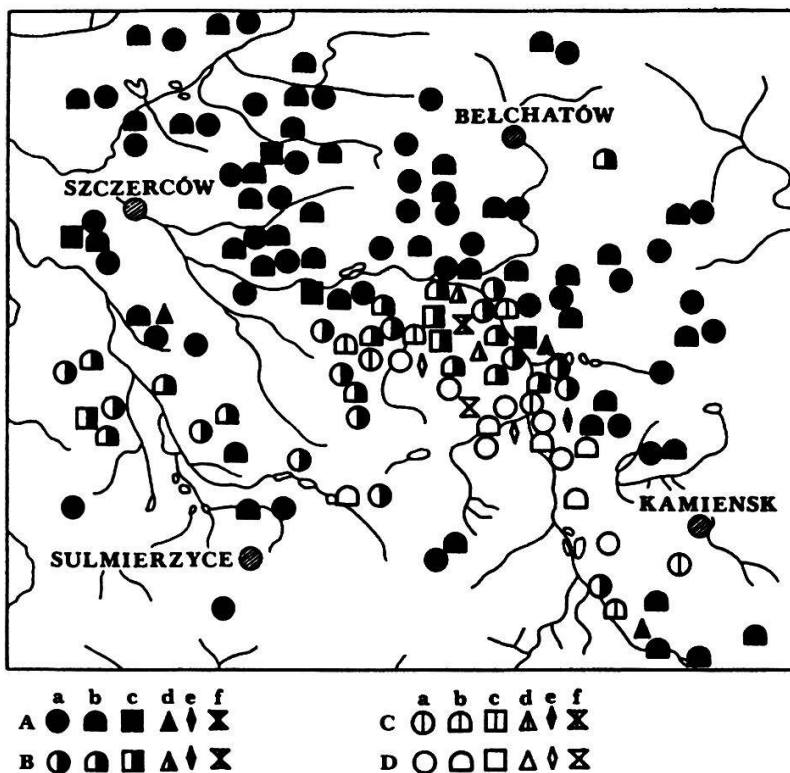 BEŁCHATÓW
SZCZERCÓW
KAMIENSK
SULMIERZYCE
a b c d e f
A
B
a b c d e f
C
D